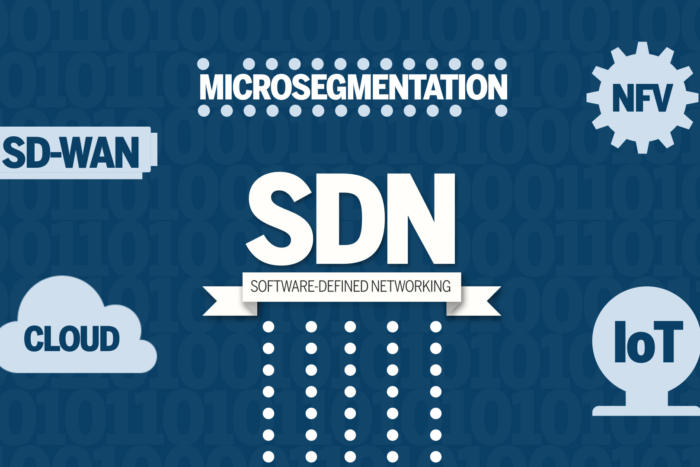 MICROSEGMENTATION
NFV
SD-WAN
SDN
SOFTWARE-DEFINED NETWORKING
CLOUD
IoT